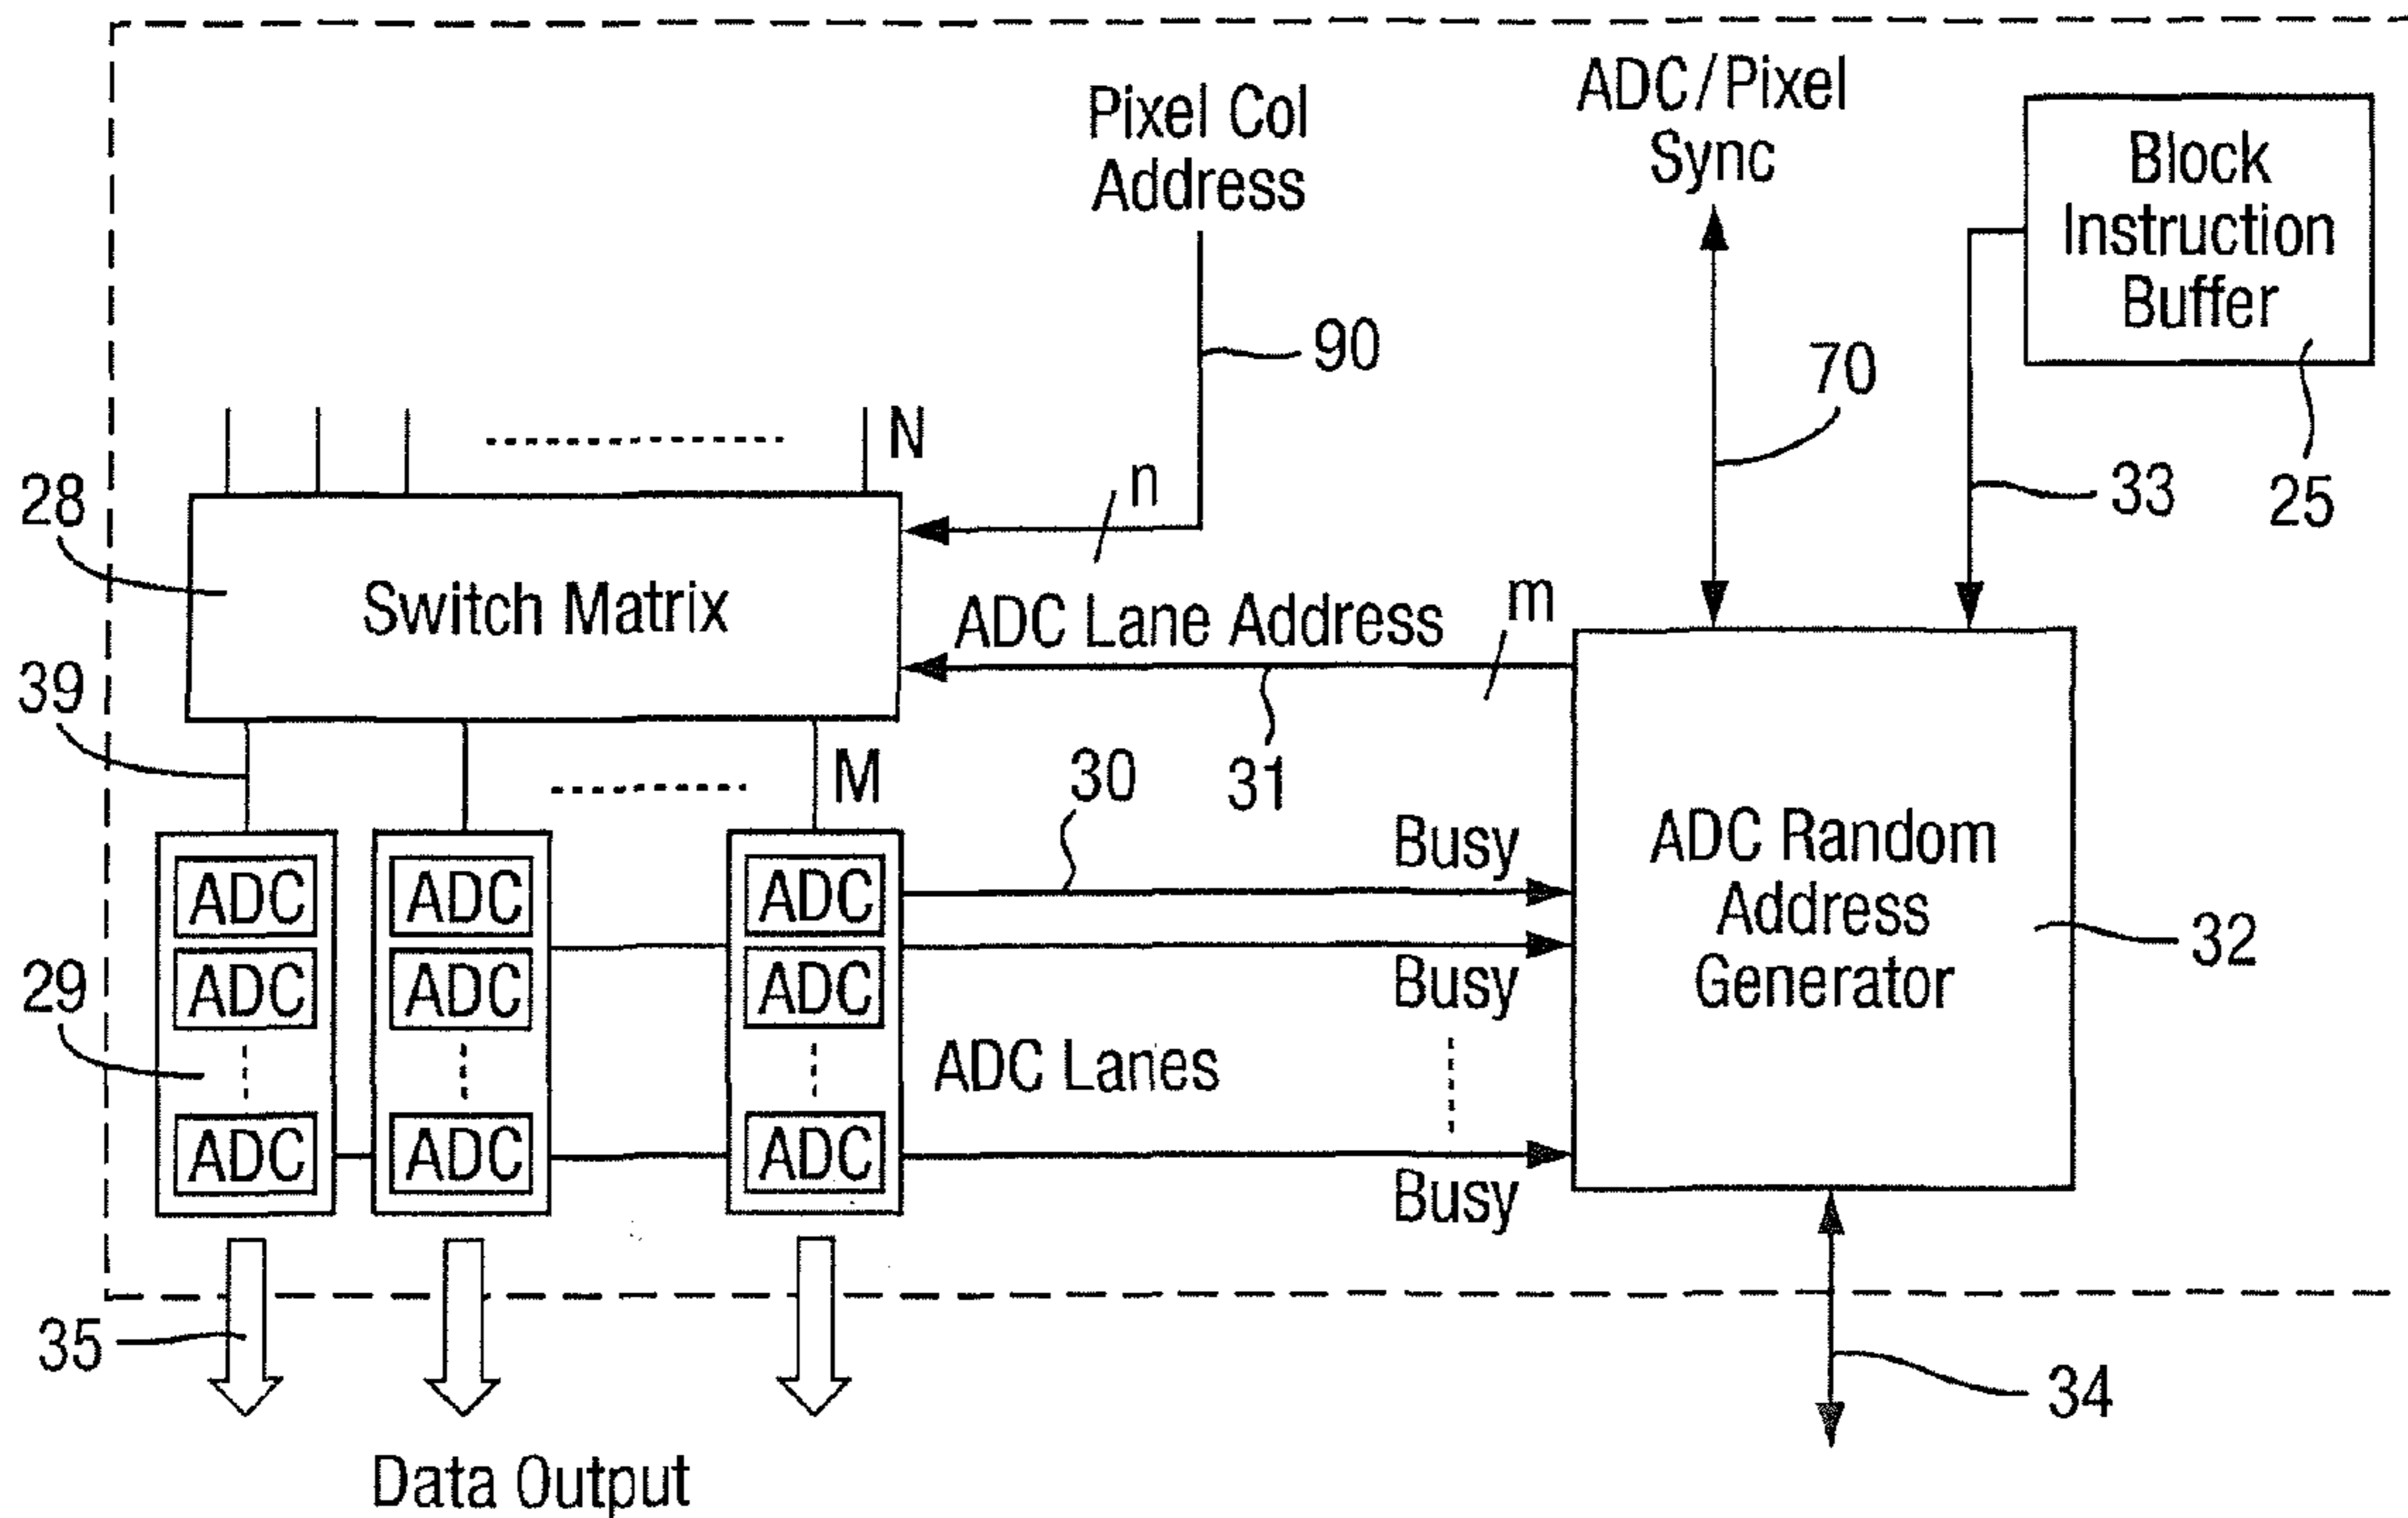 Pixel Col
Address
ADC/Pixel
Sync
Block
Instruction
Buffer
25
90
70
33
N
n
28
Switch Matrix
ADC Lane Address
m
31
39
M
30
Busy
Busy
Busy
ADC Random
Address
Generator
32
ADC
ADC
ADC
ADC
ADC
ADC
ADC
ADC
ADC
29
ADC Lanes
35
34
Data Output